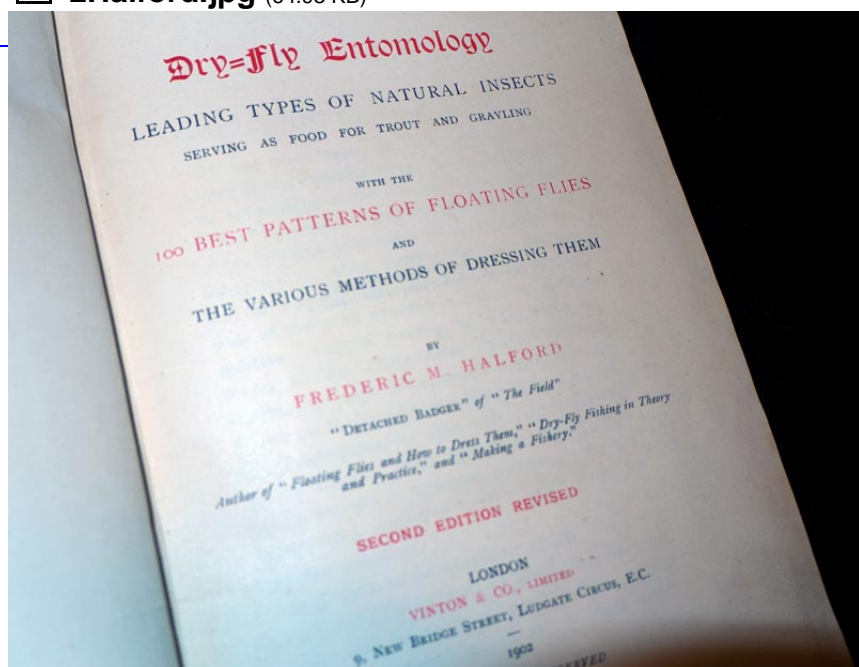 Dry=Fly Entomology
LEADING TYPES OF NATURAL INSECTS
SERVING AS FOOD FOR TROUT AND GRAYLING
WITH THE
100 BEST PATTERNS OF FLOATING FLIES
AND
THE VARIOUS METHODS OF DRESSING THEM
BY
FREDERIC M. HALFORD
"DETACHED BADGER" of "The Field"
Author of "Floating Flies and How to Dress Them," "Dry-Fly Fishing in Theory
and Practice," and "Making a Fishery."
SECOND EDITION REVISED
LONDON
VINTON & CO., LIMITED
9, NEW BRIDGE STREET, LUDGATE CIRCUS, E.C.
1902